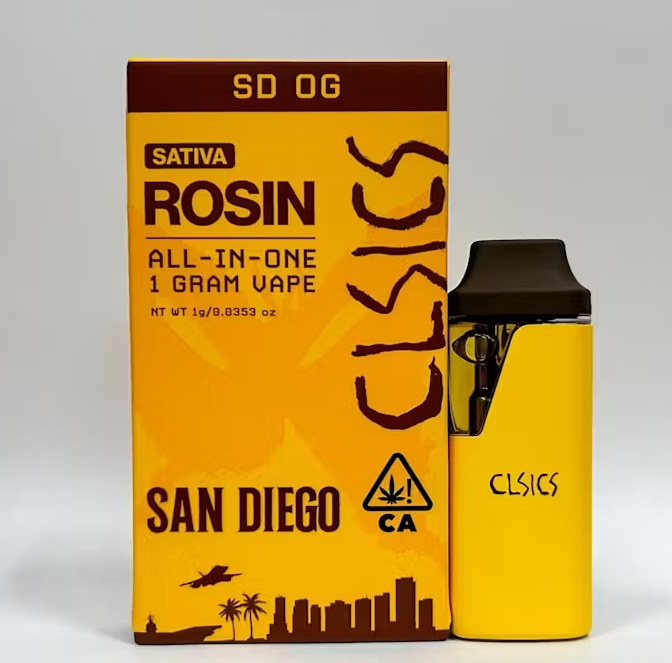 SD OG
SATIVA
ROSIN
ALL-IN-ONE
1 GRAM VAPE
NT WT 1g/0.0353 oz
CLSICS
SAN DIEGO
CA
CLSICS